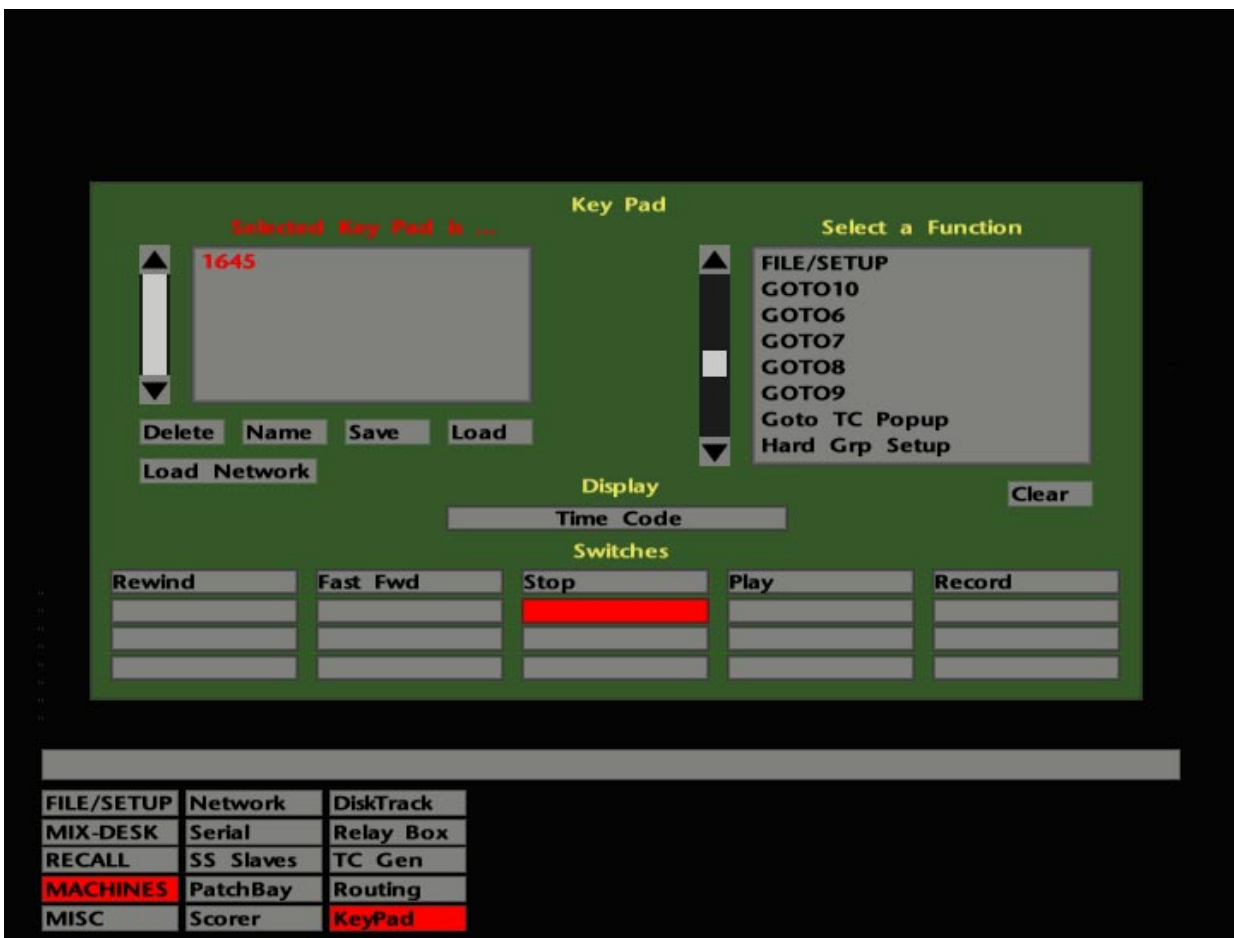 Key Pad
Selected Key Pad is ...
Select a Function
1645
FILE/SETUP
GOTO10
GOTO6
GOTO7
GOTO8
GOTO9
Goto TC Popup
Hard Grp Setup
Delete Name Save Load
Load Network
Clear
Display
Time Code
Switches
Rewind Fast Fwd Stop Play Record
FILE/SETUP Network DiskTrack
MIX-DESK Serial Relay Box
RECALL SS Slaves TC Gen
MACHINES PatchBay Routing
MISC Scorer KeyPad